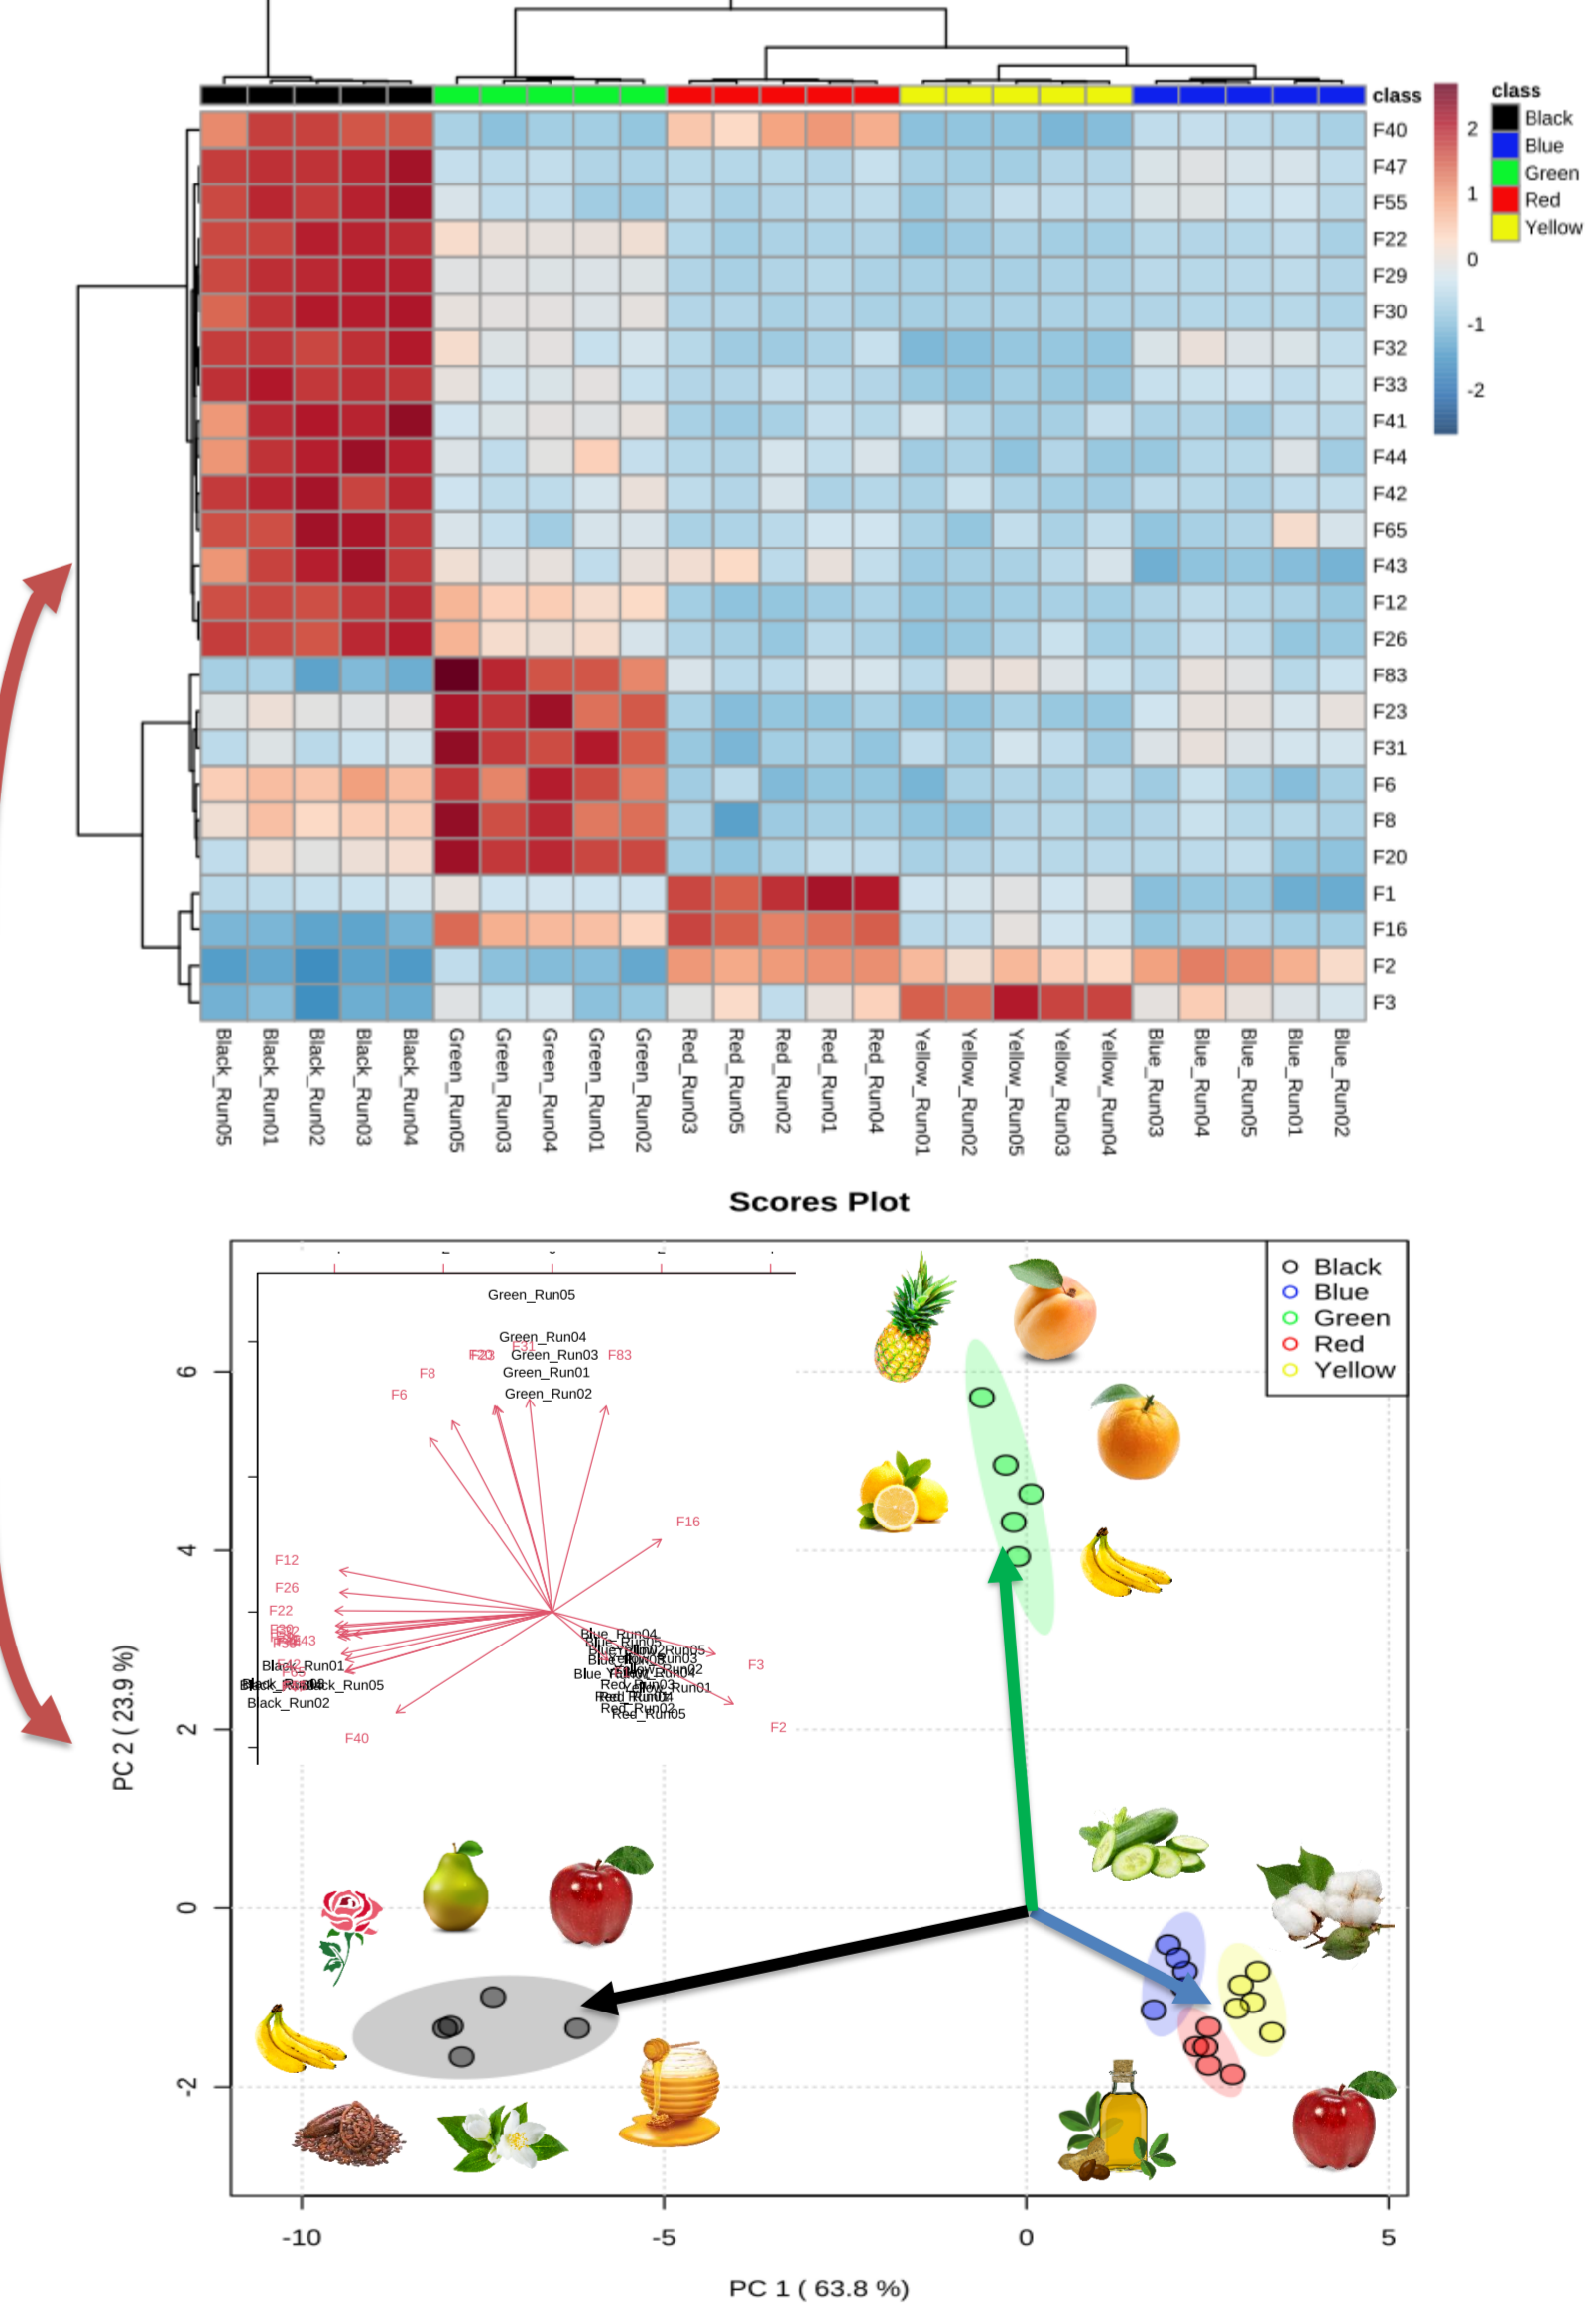 class
F40
F47
F55
F22
F29
F30
F32
F33
F41
F44
F42
F65
F43
F12
F26
F83
F23
F31
F6
F8
F20
F1
F16
F2
F3
2
1
0
-1
-2
class
Black
Blue
Green
Red
Yellow
Black_Run05
Black_Run01
Black_Run02
Black_Run03
Black_Run04
Green_Run05
Green_Run03
Green_Run04
Green_Run01
Green_Run02
Red_Run03
Red_Run05
Red_Run02
Red_Run01
Red_Run04
Yellow_Run01
Yellow_Run02
Yellow_Run05
Yellow_Run03
Yellow_Run04
Blue_Run03
Blue_Run04
Blue_Run05
Blue_Run01
Blue_Run02
Scores Plot
Black
Blue
Green
Red
Yellow
Green_Run05
Green_Run04
F31
Green_Run03
F83
Green_Run01
F8
Green_Run02
F6
F16
F12
F26
F22
Blue_Run04
Black_Run01
F3
Black_Run05
Black_Run02
Red_Run05
F2
F40
PC 2 ( 23.9 %)
6
4
2
0
-2
-10
-5
0
5
PC 1 ( 63.8 %)